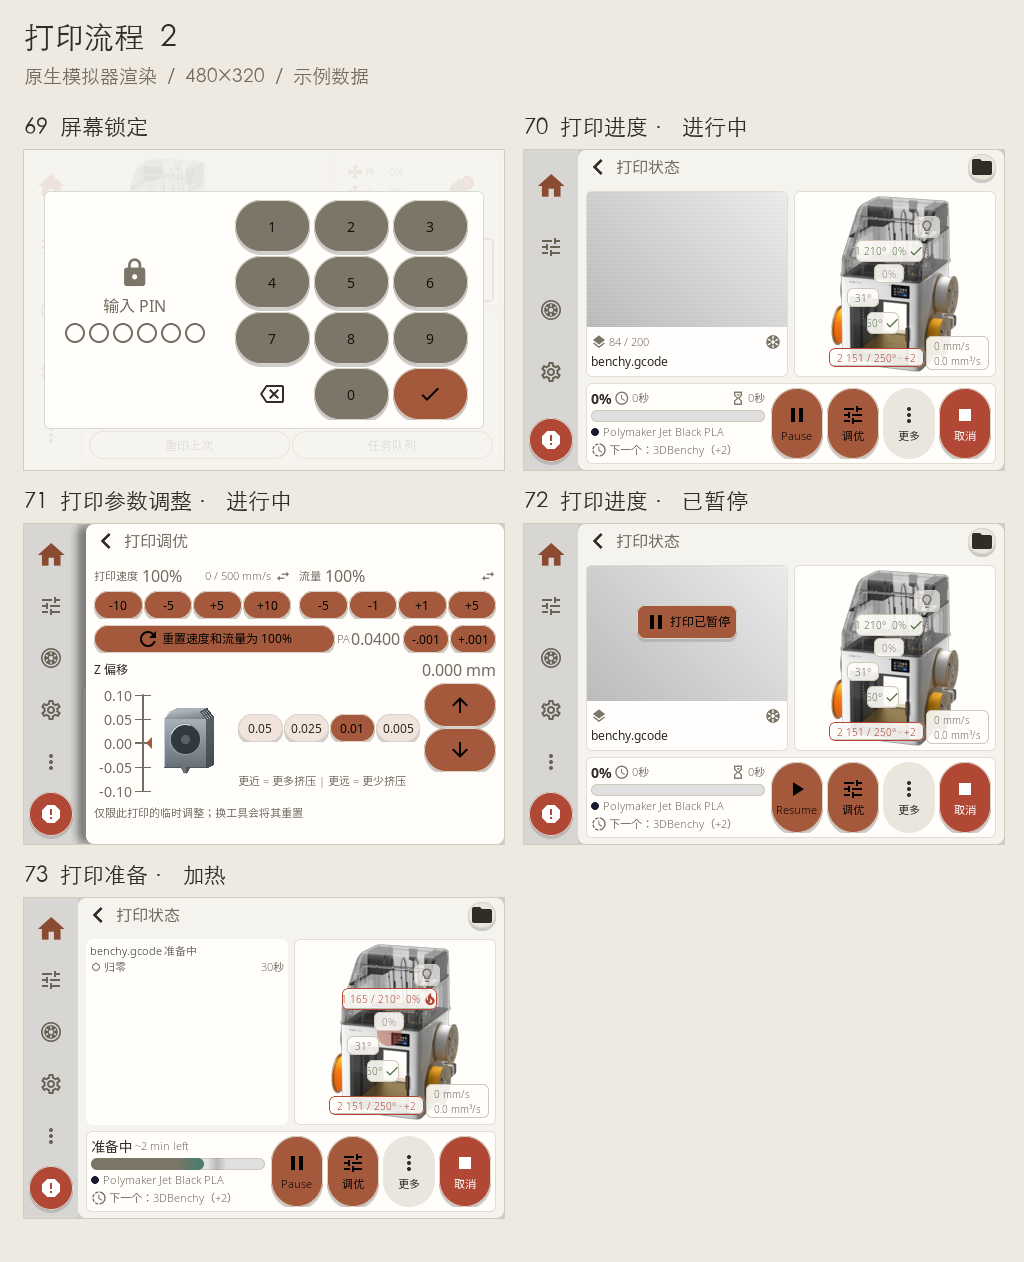 打印流程 2
原生模拟器渲染 / 480×320 / 示例数据
69 屏幕锁定
件 0%
输入 PIN
1 2 3
4 5 6
7 8 9
0
重印上次 任务队列
70 打印进度 · 进行中
打印状态
84 / 200
benchy.gcode
1 210° 0%
0%
31°
60°
2 151 / 250° · +2
0 mm/s
0.0 mm³/s
0% 0秒 0秒
Polymaker Jet Black PLA
下一个：3DBenchy（+2）
Pause 调优 更多 取消
71 打印参数调整 · 进行中
打印调优
打印速度 100% 0 / 500 mm/s 流量 100%
-10 -5 +5 +10 -5 -1 +1 +5
重置速度和流量为 100% PA 0.0400 -.001 +.001
Z 偏移 0.000 mm
0.10
0.05
0.00
-0.05
-0.10
0.05 0.025 0.01 0.005
更近 = 更多挤压 | 更远 = 更少挤压
仅限此打印的临时调整；换工具会将其重置
72 打印进度 · 已暂停
打印状态
打印已暂停
benchy.gcode
1 210° 0%
0%
31°
60°
2 151 / 250° · +2
0 mm/s
0.0 mm³/s
0% 0秒 0秒
Polymaker Jet Black PLA
下一个：3DBenchy（+2）
Resume 调优 更多 取消
73 打印准备 · 加热
打印状态
benchy.gcode 准备中
归零 30秒
1 165 / 210° 0%
0%
31°
60°
2 151 / 250° · +2
0 mm/s
0.0 mm³/s
准备中 ~2 min left
Polymaker Jet Black PLA
下一个：3DBenchy（+2）
Pause 调优 更多 取消